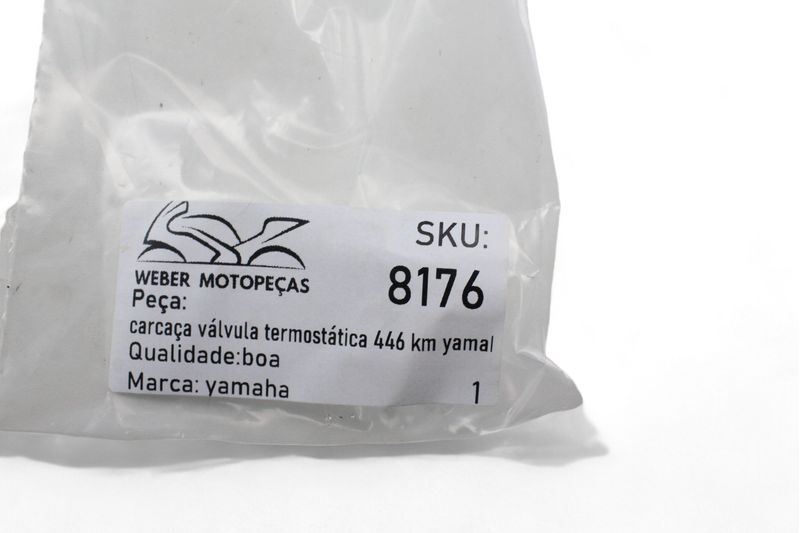 SKU:
8176
WEBER MOTOPEÇAS
Peça:
carcaça válvula termostática 446 km yamal
Qualidade:boa
Marca: yamaha
1